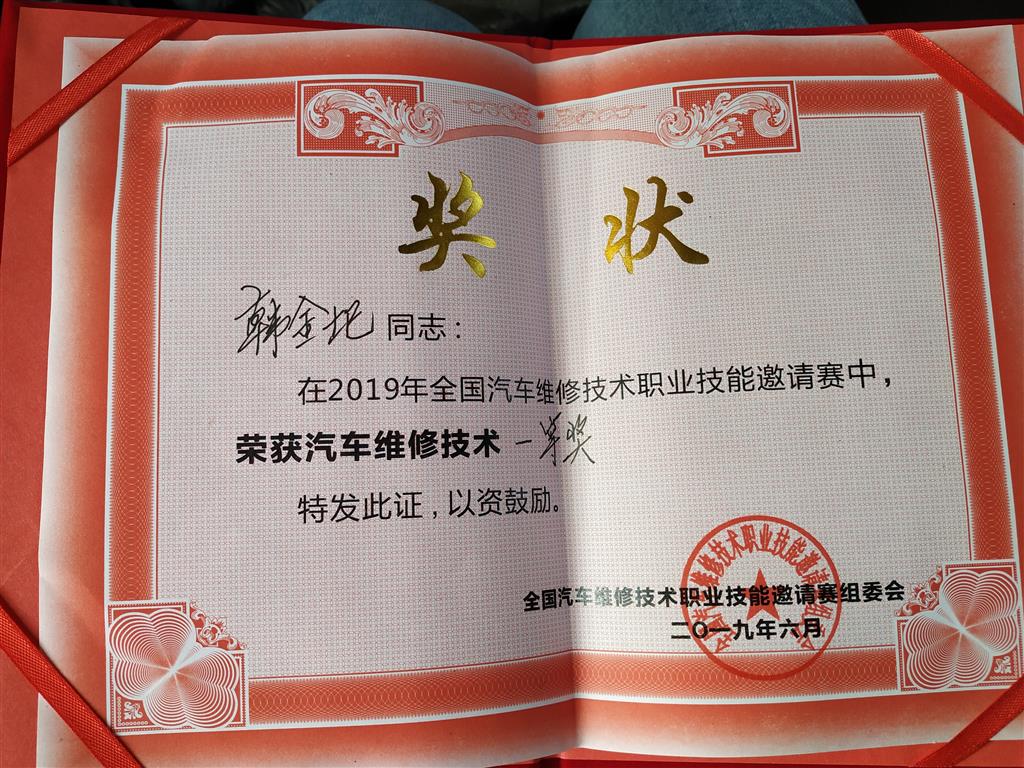 奖状
韩金 同志：
在2019年全国汽车维修技术职业技能邀请赛中，
荣获汽车维修技术 一等奖
特发此证，以资鼓励。
全国汽车维修技术职业技能邀请赛组委会
二〇一九年六月